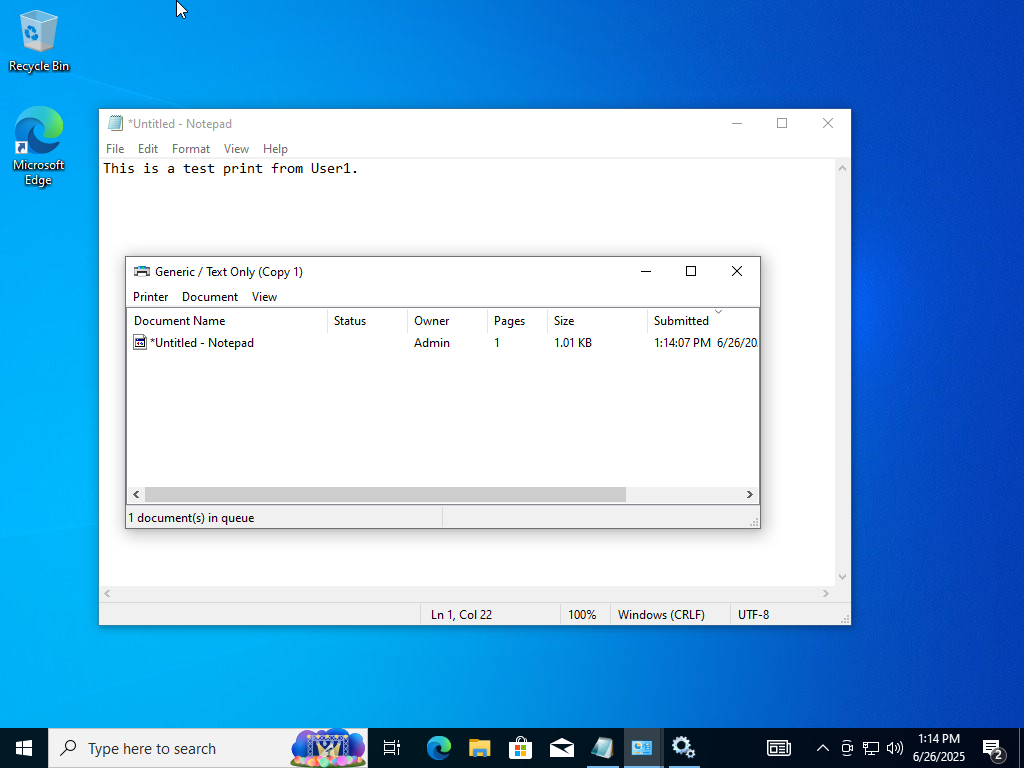 Recycle Bin
Microsoft
Edge
*Untitled - Notepad
File Edit Format View Help
This is a test print from User1.
Generic / Text Only (Copy 1)
Printer Document View
Document Name Status Owner Pages Size Submitted
*Untitled - Notepad Admin 1 1.01 KB 1:14:07 PM 6/26/20
1 document(s) in queue
Ln 1, Col 22 100% Windows (CRLF) UTF-8
Type here to search
1:14 PM
6/26/2025
2